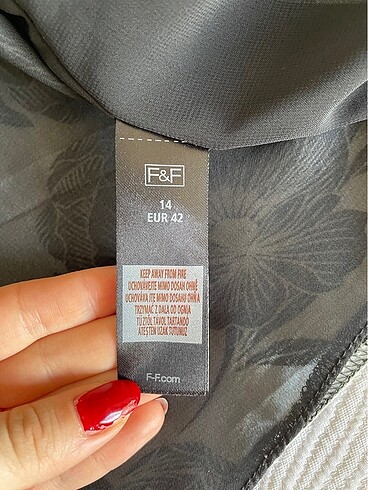 F&F
14
EUR 42
KEEP AWAY FROM FIRE
UCHOVÁVEJTE MIMO DOSAH OHNĚ
UCHOVÁVAJTE MIMO DOSAHU OHŇA
TRZYMAĆ Z DALA OD OGNIA
TŰZTŐL TÁVOL TARTANDÓ
ATEŞTEN UZAK TUTUNUZ
F-F.com